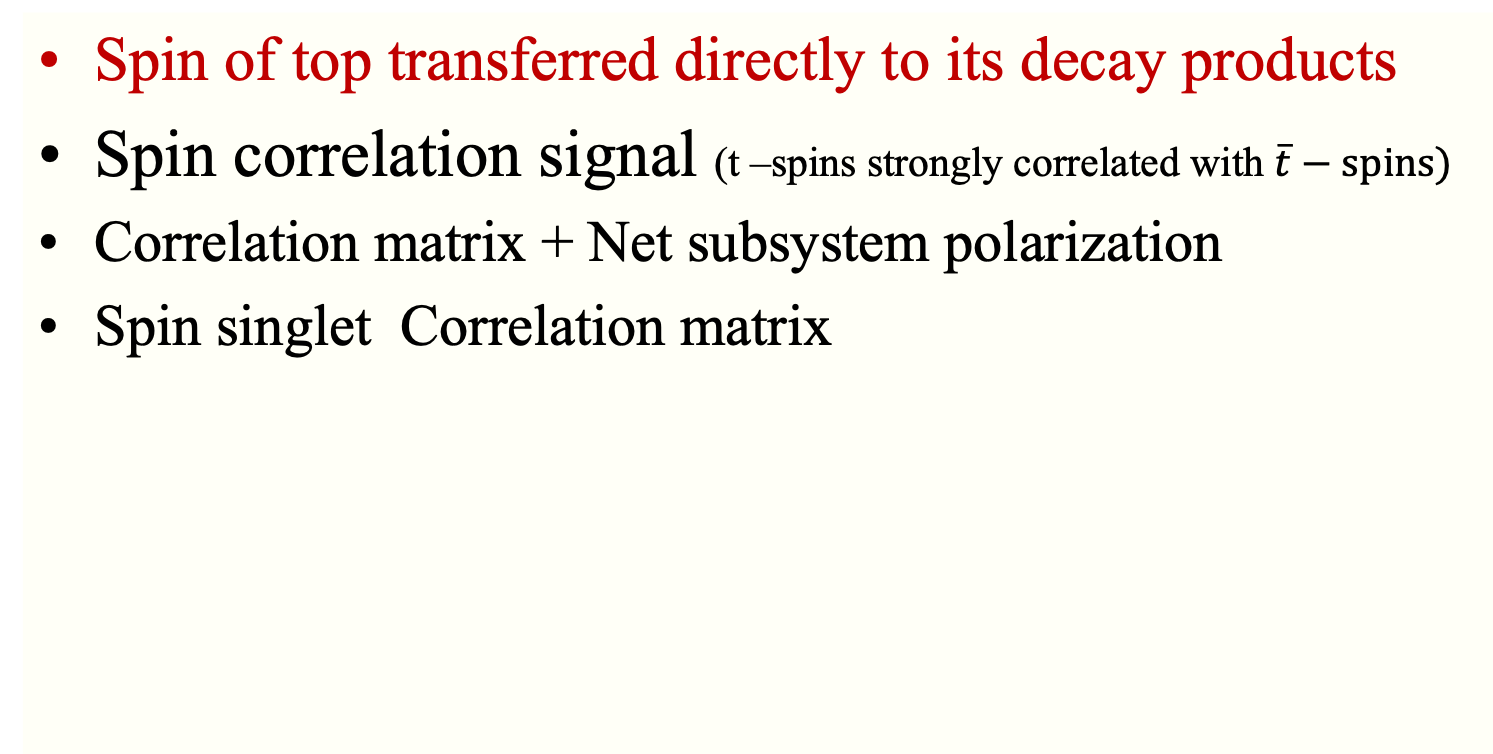 • Spin of top transferred directly to its decay products
• Spin correlation signal (t –spins strongly correlated with t̄ − spins)
• Correlation matrix + Net subsystem polarization
• Spin singlet  Correlation matrix